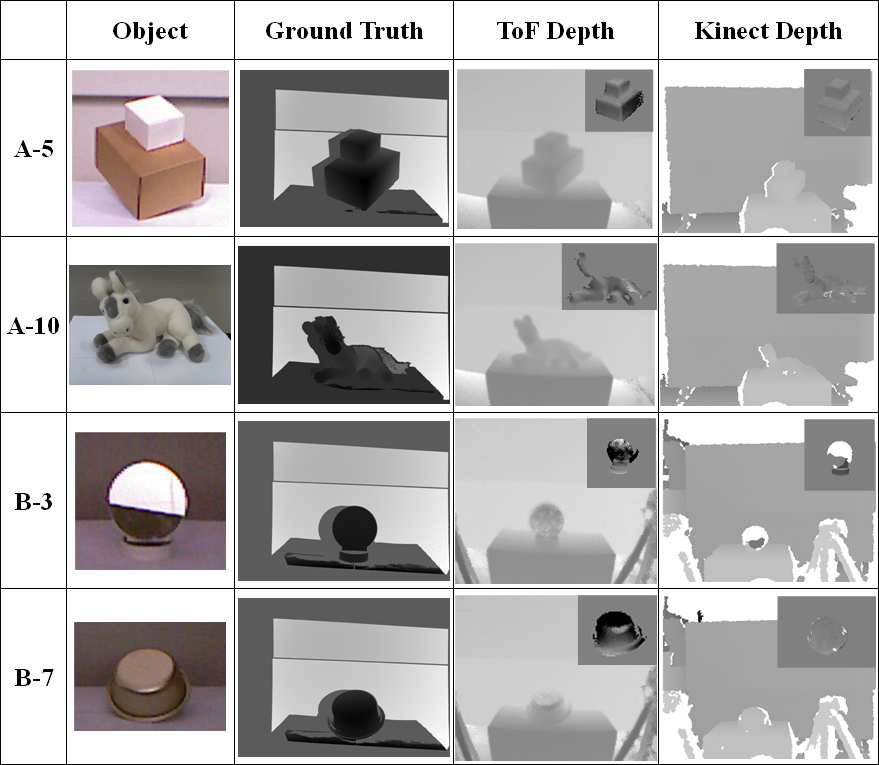 Object Ground Truth ToF Depth Kinect Depth
A-5
A-10
B-3
B-7